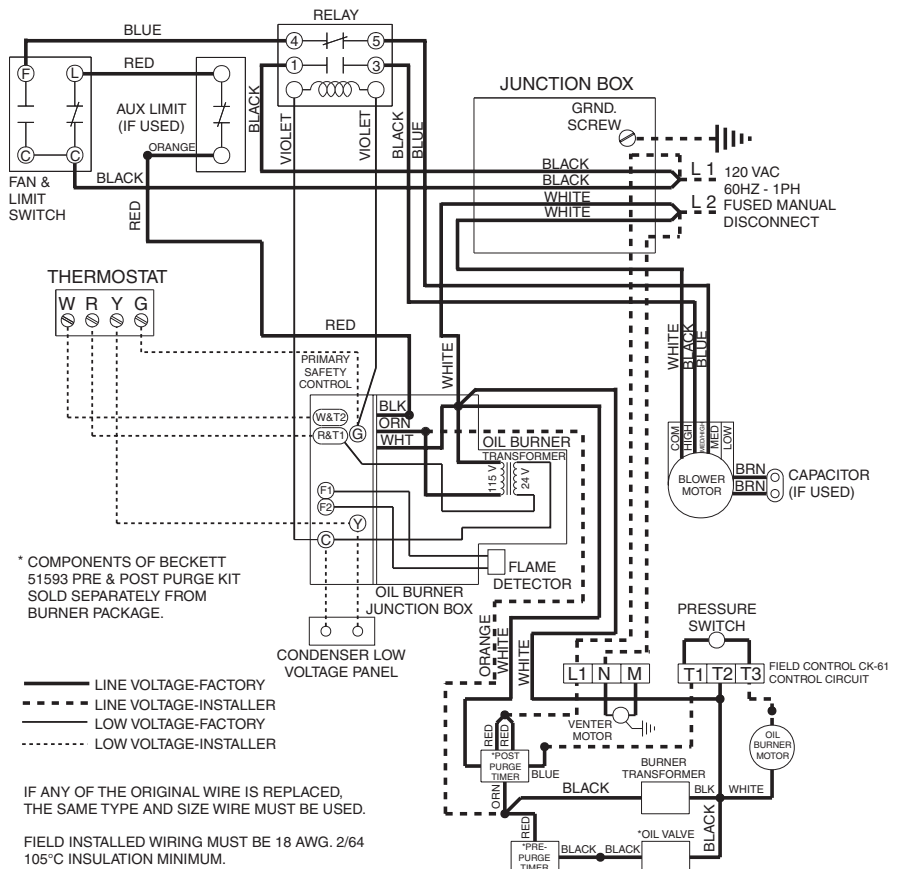 RELAY
BLUE
4
5
F
L
RED
1
3
JUNCTION BOX
GRND.
SCREW
AUX LIMIT
(IF USED)
BLACK
VIOLET
VIOLET
BLACK
BLUE
ORANGE
C
C
BLACK
FAN &
LIMIT
SWITCH
BLACK
BLACK
L 1
WHITE
WHITE
L 2
120 VAC
60HZ - 1PH
FUSED MANUAL
DISCONNECT
RED
THERMOSTAT
W R Y G
RED
PRIMARY
SAFETY
CONTROL
WHITE
WHITE
BLACK
BLUE
W&T2
R&T1
G
BLK
ORN
WHT
OIL BURNER
TRANSFORMER
115 V
24 V
COM
HIGH
MED/HIGH
MED
LOW
BLOWER
MOTOR
BRN
BRN
CAPACITOR
(IF USED)
F1
F2
Y
C
FLAME
DETECTOR
* COMPONENTS OF BECKETT
51593 PRE & POST PURGE KIT
SOLD SEPARATELY FROM
BURNER PACKAGE.
OIL BURNER
JUNCTION BOX
CONDENSER LOW
VOLTAGE PANEL
ORANGE
WHITE
WHITE
PRESSURE
SWITCH
L1 N M
T1 T2 T3
FIELD CONTROL CK-61
CONTROL CIRCUIT
LINE VOLTAGE-FACTORY
LINE VOLTAGE-INSTALLER
LOW VOLTAGE-FACTORY
LOW VOLTAGE-INSTALLER
VENTER
MOTOR
RED
RED
*POST
PURGE
TIMER
BLUE
OIL
BURNER
MOTOR
BURNER
TRANSFORMER
ORN
BLACK
BLK
WHITE
IF ANY OF THE ORIGINAL WIRE IS REPLACED,
THE SAME TYPE AND SIZE WIRE MUST BE USED.
RED
BLACK
*OIL VALVE
*PRE-
PURGE
TIMER
BLACK
BLACK
FIELD INSTALLED WIRING MUST BE 18 AWG. 2/64
105°C INSULATION MINIMUM.